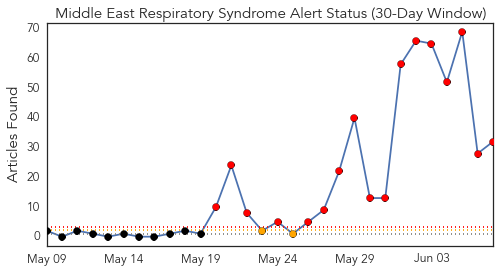 Middle East Respiratory Syndrome Alert Status (30-Day Window)
Articles Found
70
60
50
40
30
20
10
0
May 09 May 14 May 19 May 24 May 29 Jun 03